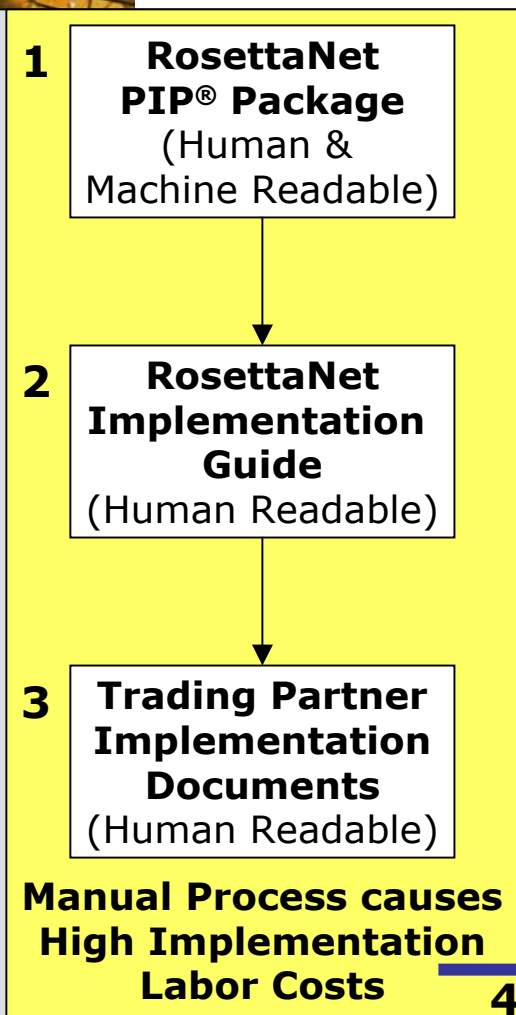 1
RosettaNet
PIP® Package
(Human &
Machine Readable)
2
RosettaNet
Implementation
Guide
(Human Readable)
3
Trading Partner
Implementation
Documents
(Human Readable)
Manual Process causes
High Implementation
Labor Costs
4